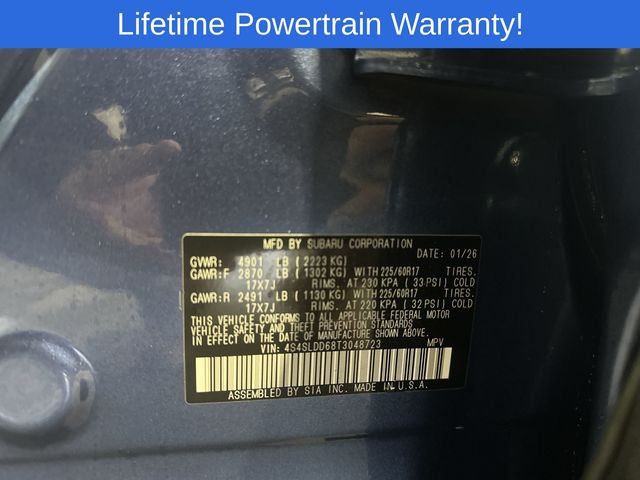 Lifetime Powertrain Warranty!
MFD BY SUBARU CORPORATION
DATE: 01/26
GVWR: 4901 LB ( 2223 KG)
GAWR:F 2870 LB ( 1302 KG) WITH 225/60R17 TIRES.
17X7J RIMS. AT 230 KPA ( 33 PSI) COLD
GAWR:R 2491 LB ( 1130 KG) WITH 225/60R17 TIRES.
17X7J RIMS. AT 220 KPA ( 32 PSI) COLD
THIS VEHICLE CONFORMS TO ALL APPLICABLE FEDERAL MOTOR
VEHICLE SAFETY AND THEFT PREVENTION STANDARDS
IN EFFECT ON THE DATE OF MANUFACTURE SHOWN ABOVE.
VIN: 4S4SLDD68T3048723 MPV
ASSEMBLED BY SIA INC. MADE IN U.S.A.